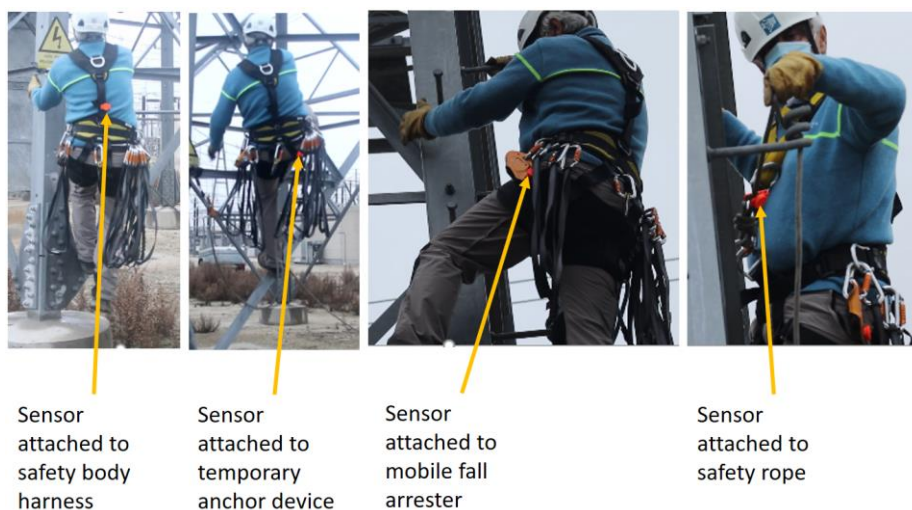 Sensor
attached to
safety body
harness
Sensor
attached to
temporary
anchor device
Sensor
attached to
mobile fall
arrester
Sensor
attached to
safety rope